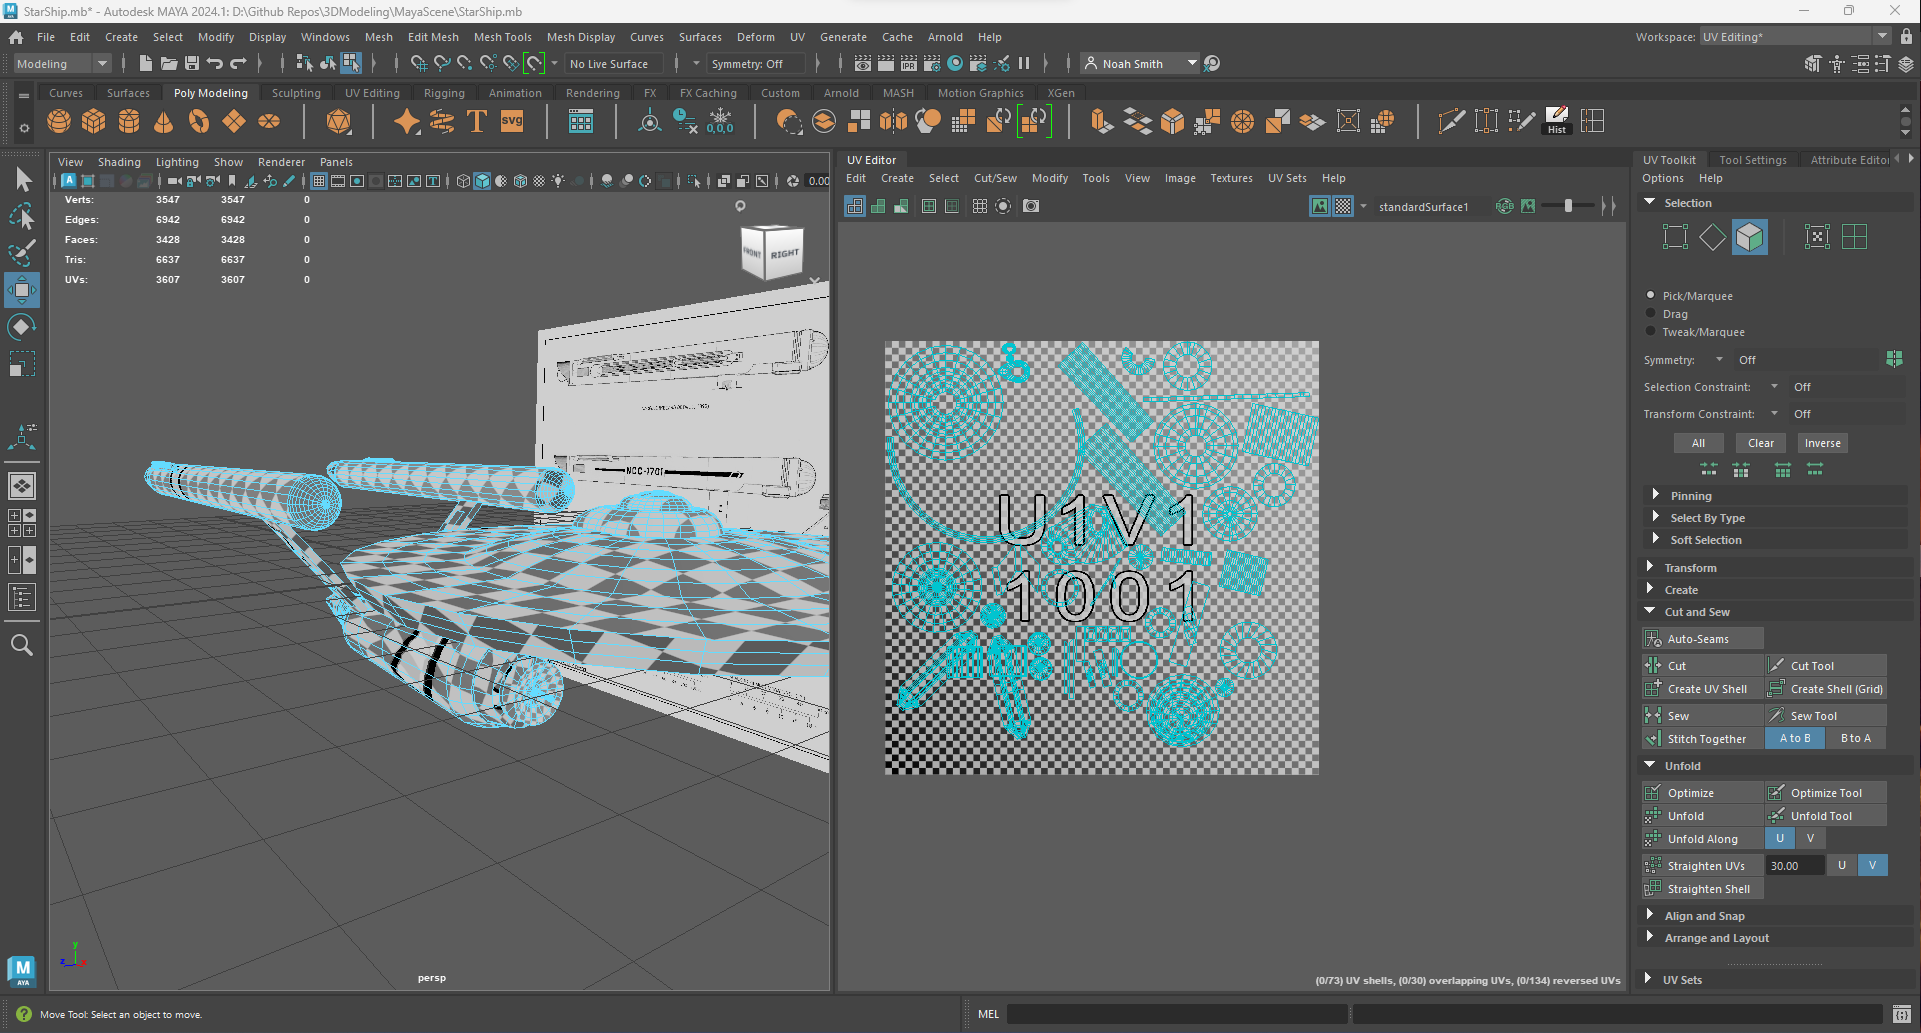 StarShip.mb* - Autodesk MAYA 2024.1: D:\Github Repos\3DModeling\MayaScene\StarShip.mb
File Edit Create Select Modify Display Windows Mesh Edit Mesh Mesh Tools Mesh Display Curves Surfaces Deform UV Generate Cache Arnold Help
Workspace: UV Editing*
Modeling No Live Surface Symmetry: Off IPR Noah Smith
Curves Surfaces Poly Modeling Sculpting UV Editing Rigging Animation Rendering FX FX Caching Custom Arnold MASH Motion Graphics XGen
T svg 0,0,0 Hist
View Shading Lighting Show Renderer Panels
0.00
Verts: 3547 3547 0
Edges: 6942 6942 0
Faces: 3428 3428 0
Tris: 6637 6637 0
UVs: 3607 3607 0
FRONT RIGHT
NCC-1701
persp
y
z x
UV Editor
Edit Create Select Cut/Sew Modify Tools View Image Textures UV Sets Help
standardSurface1 RGB
U1V1
1001
(0/73) UV shells, (0/30) overlapping UVs, (0/134) reversed UVs
UV Toolkit Tool Settings Attribute Editor
Options Help
Selection
Pick/Marquee
Drag
Tweak/Marquee
Symmetry: Off
Selection Constraint: Off
Transform Constraint: Off
All Clear Inverse
Pinning
Select By Type
Soft Selection
Transform
Create
Cut and Sew
Auto-Seams
Cut Cut Tool
Create UV Shell Create Shell (Grid)
Sew Sew Tool
Stitch Together A to B B to A
Unfold
Optimize Optimize Tool
Unfold Unfold Tool
Unfold Along U V
Straighten UVs 30.00 U V
Straighten Shell
Align and Snap
Arrange and Layout
UV Sets
M
AYA
Move Tool: Select an object to move.
MEL